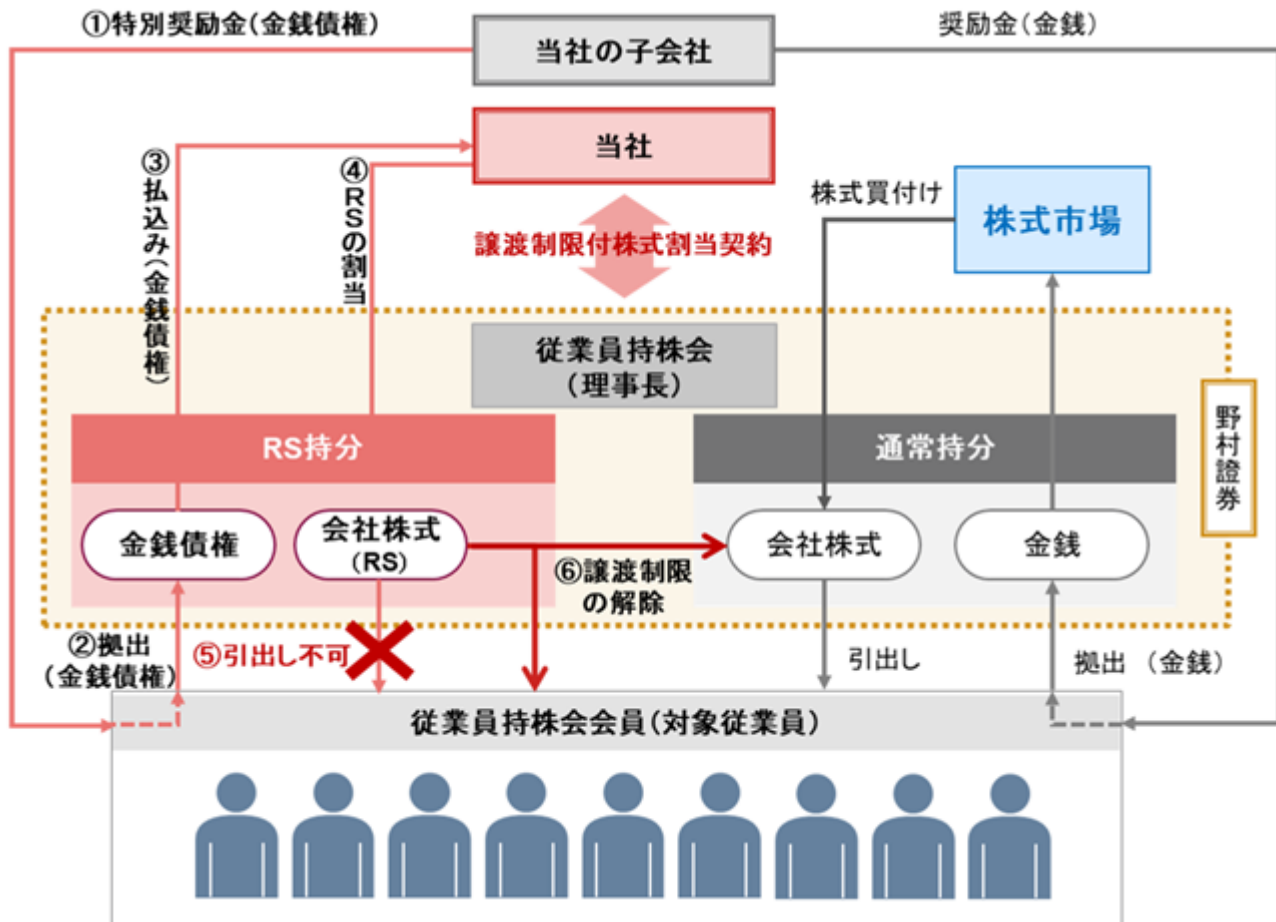 ①特別奨励金(金銭債権)
当社の子会社
奨励金(金銭)
当社
③払込み(金銭債権)
④RSの割当
株式買付け
株式市場
譲渡制限付株式割当契約
従業員持株会
(理事長)
野村證券
RS持分
通常持分
金銭債権
会社株式
(RS)
会社株式
金銭
⑥譲渡制限
の解除
②拠出
(金銭債権)
⑤引出し不可
引出し
拠出 (金銭)
従業員持株会会員(対象従業員)